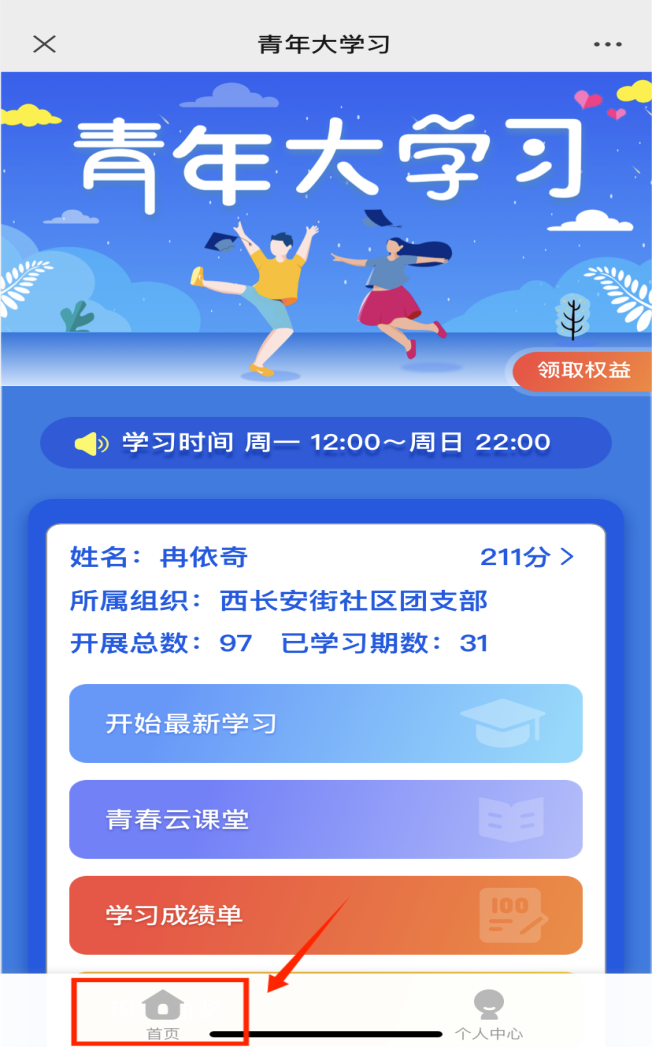 青年大学习
青年大学习
领取权益
学习时间 周一 12:00～周日 22:00
姓名：冉依奇 211分 >
所属组织：西长安街社区团支部
开展总数：97 已学习期数：31
开始最新学习
青春云课堂
学习成绩单
100
首页 个人中心